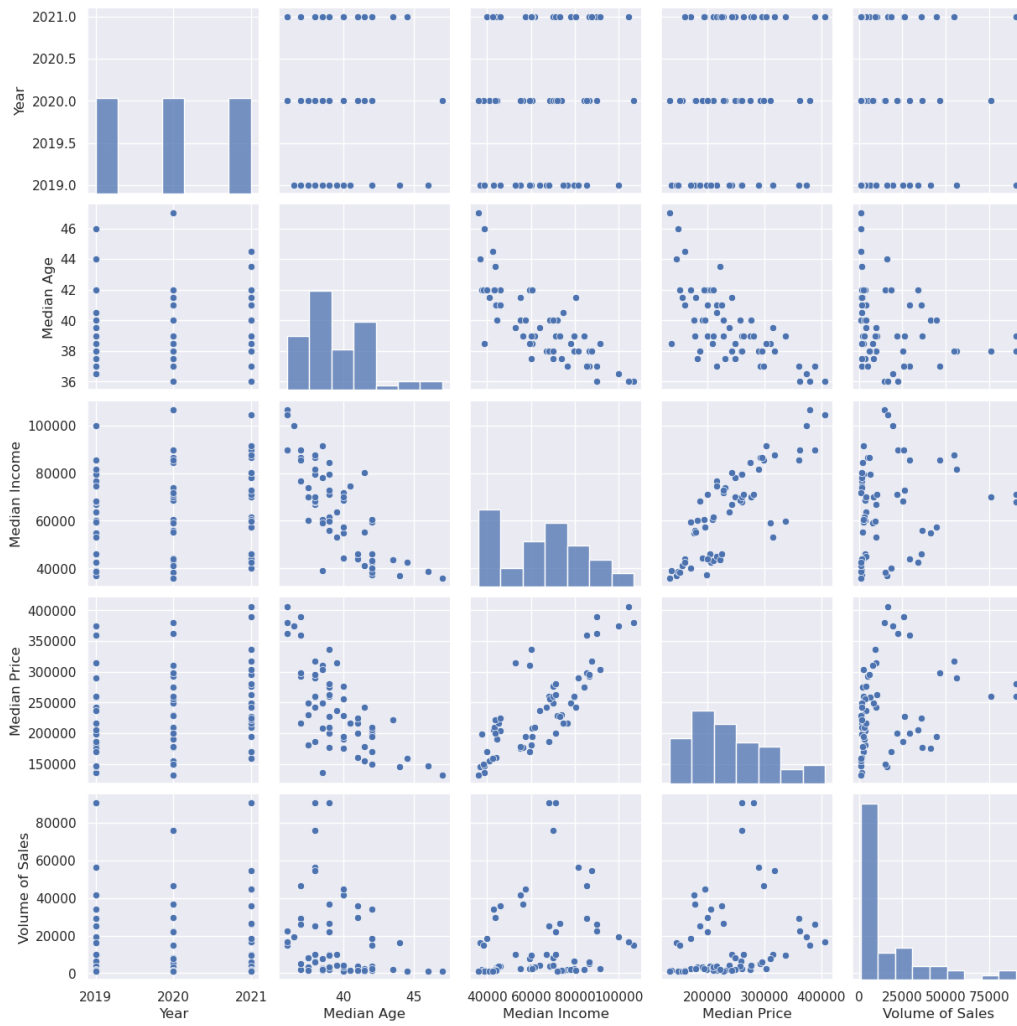 2021.0
2020.5
2020.0
2019.5
2019.0
Year
46
44
42
40
38
36
Median Age
100000
80000
60000
40000
Median Income
400000
350000
300000
250000
200000
150000
Median Price
80000
60000
40000
20000
0
Volume of Sales
2019 2020 2021
Year
40 45
Median Age
40000 60000 80000 100000
Median Income
200000 300000 400000
Median Price
0 25000 50000 75000
Volume of Sales